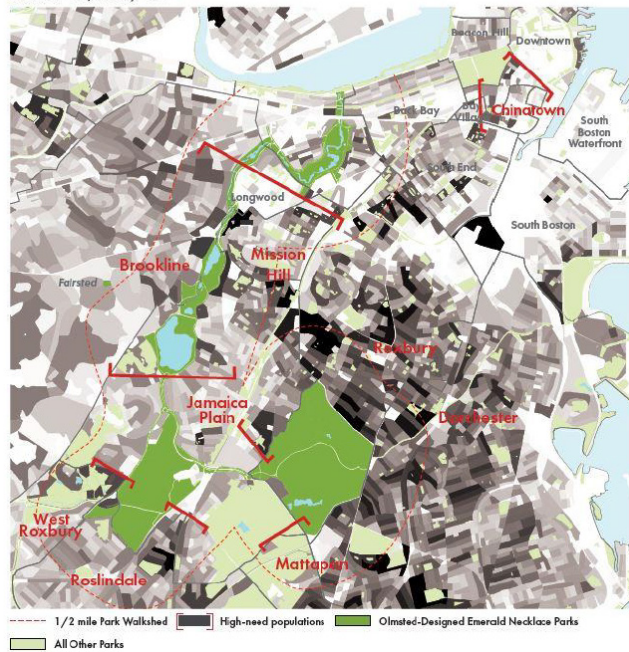 Beacon Hill
Downtown
Back Bay
Bay
Village
Chinatown
South
Boston
Waterfront
South End
Longwood
South Boston
Mission
Hill
Brookline
Fairsted
Roxbury
Jamaica
Plain
Dorchester
West
Roxbury
Mattapan
Roslindale
1/2 mile Park Walkshed
High-need populations
Olmsted-Designed Emerald Necklace Parks
All Other Parks